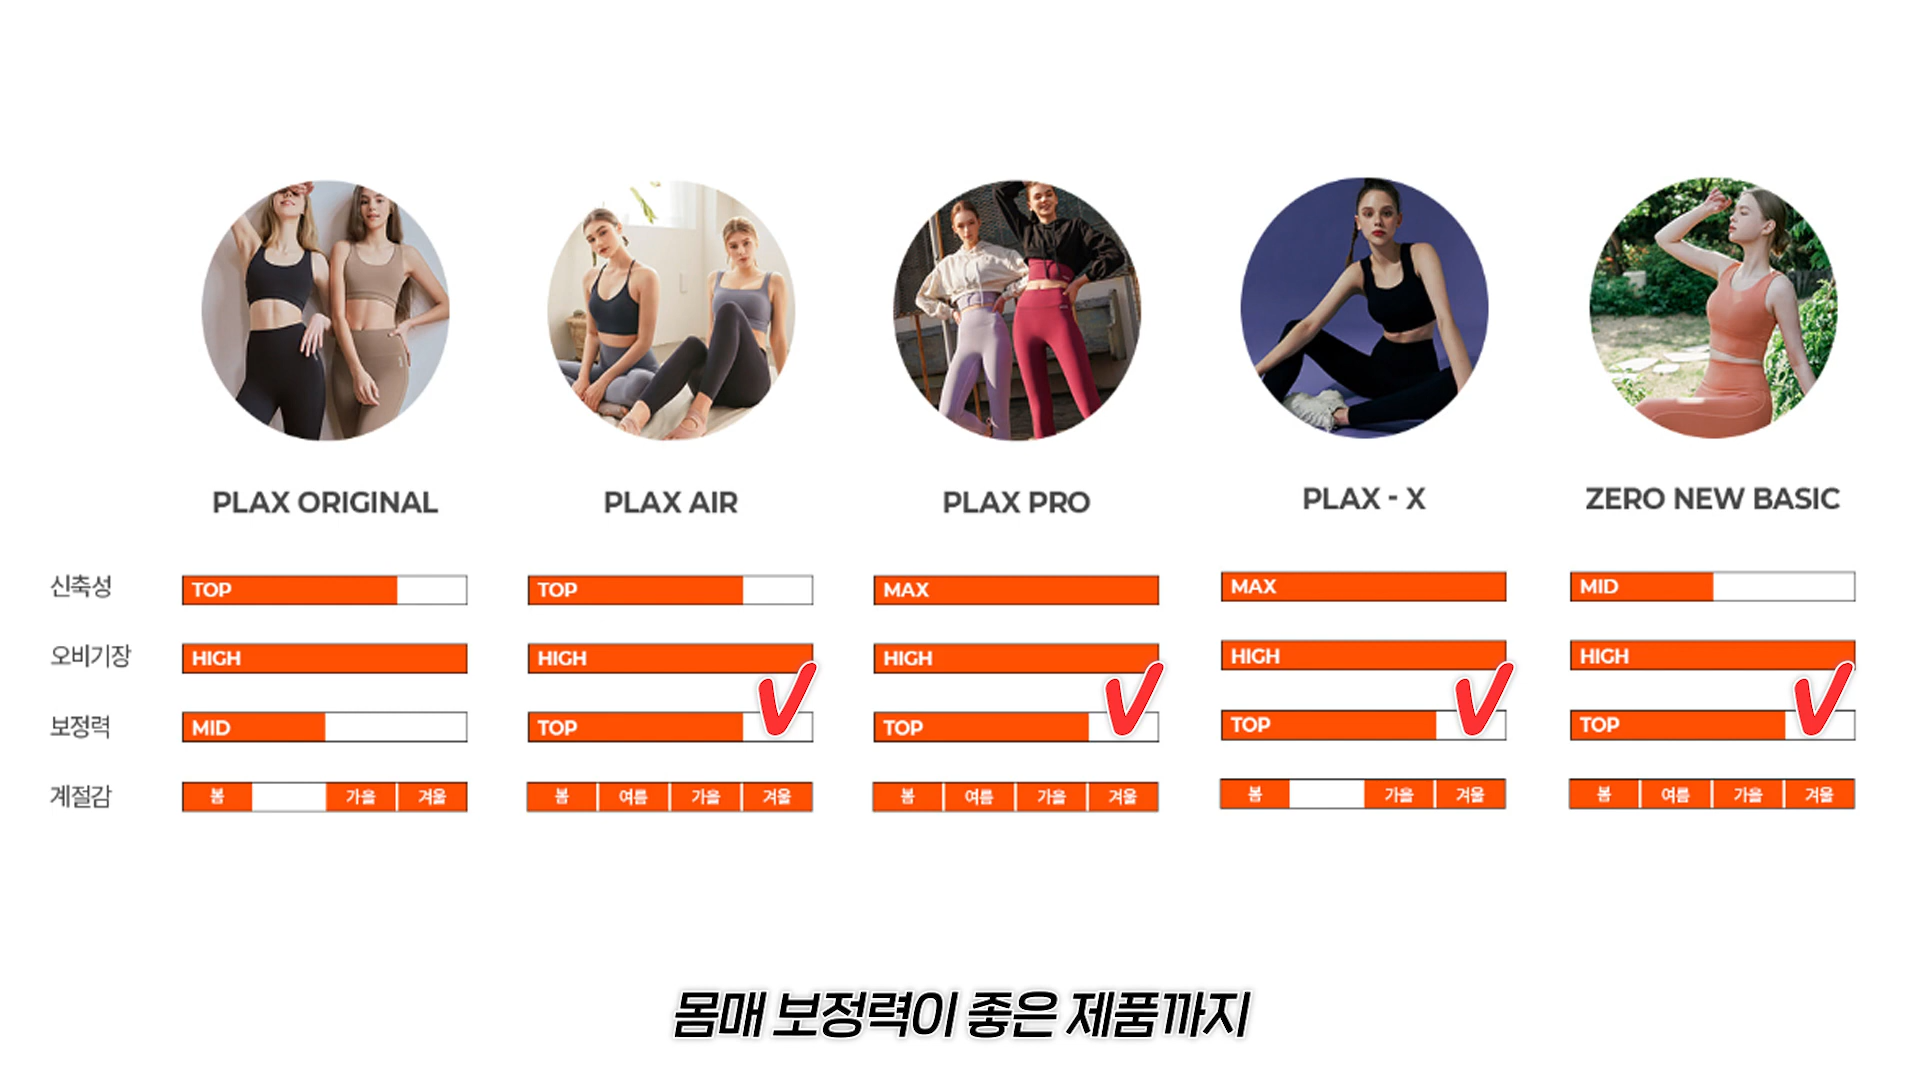 PLAX ORIGINAL PLAX AIR PLAX PRO PLAX - X ZERO NEW BASIC
신축성 TOP TOP MAX MAX MID
오비기장 HIGH HIGH HIGH HIGH HIGH
보정력 MID TOP TOP TOP TOP
계절감 봄 가을 겨울 봄 여름 가을 겨울 봄 여름 가을 겨울 봄 가을 겨울 봄 여름 가을 겨울
몸매 보정력이 좋은 제품까지